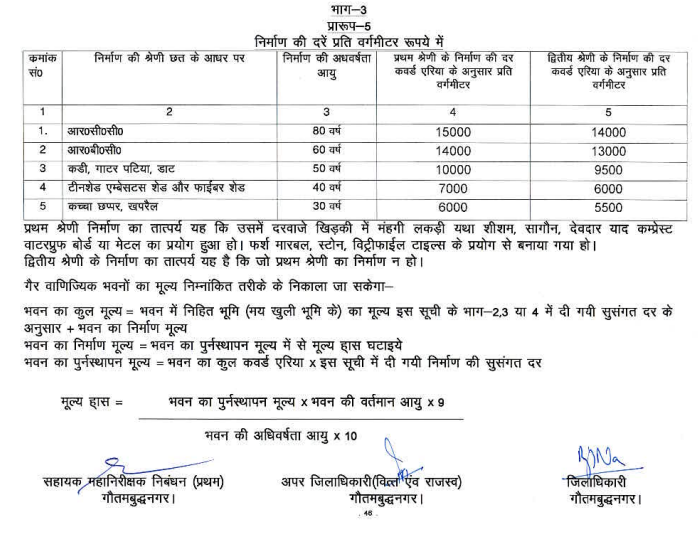 भाग–3
प्रारूप–5
निर्माण की दरें प्रति वर्गमीटर रूपये में
कमांक सं0 | निर्माण की श्रेणी छत के आधर पर | निर्माण की अधवर्षता आयु | प्रथम श्रेणी के निर्माण की दर कवर्ड एरिया के अनुसार प्रति वर्गमीटर | द्वितीय श्रेणी के निर्माण की दर कवर्ड एरिया के अनुसार प्रति वर्गमीटर
1 | 2 | 3 | 4 | 5
1. | आर0सी0सी0 | 80 वर्ष | 15000 | 14000
2 | आर0बी0सी0 | 60 वर्ष | 14000 | 13000
3 | कडी, गाटर पटिया, डाट | 50 वर्ष | 10000 | 9500
4 | टीनशेड एम्बेसटस शेड और फाईबर शेड | 40 वर्ष | 7000 | 6000
5 | कच्चा छप्पर, खपरैल | 30 वर्ष | 6000 | 5500
प्रथम श्रेणी निर्माण का तात्पर्य यह कि उसमें दरवाजे खिड़की में मंहगी लकड़ी यथा शीशम, सागौन, देवदार याद कम्प्रेस्ट
वाटरप्रुफ बोर्ड या मेटल का प्रयोग हुआ हो। फर्श मारबल, स्टोन, विट्रीफाईल टाइल्स के प्रयोग से बनाया गया हो।
द्वितीय श्रेणी के निर्माण का तात्पर्य यह है कि जो प्रथम श्रेणी का निर्माण न हो।
गैर वाणिज्यिक भवनों का मूल्य निम्नांकित तरीके के निकाला जा सकेगा–
भवन का कुल मूल्य = भवन में निहित भूमि (मय खुली भूमि के) का मूल्य इस सूची के भाग–2,3 या 4 में दी गयी सुसंगत दर के
अनुसार + भवन का निर्माण मूल्य
भवन का निर्माण मूल्य = भवन का पुर्नस्थापन मूल्य में से मूल्य ह्रास घटाइये
भवन का पुर्नस्थापन मूल्य = भवन का कुल कवर्ड एरिया x इस सूची में दी गयी निर्माण की सुसंगत दर
मूल्य ह्रास = भवन का पुर्नस्थापन मूल्य x भवन की वर्तमान आयु x 9
भवन की अधिवर्षता आयु x 10
सहायक महानिरीक्षक निबंधन (प्रथम) अपर जिलाधिकारी(वित्त एंव राजस्व) जिलाधिकारी
गौतमबुद्धनगर। गौतमबुद्धनगर। गौतमबुद्धनगर।
46